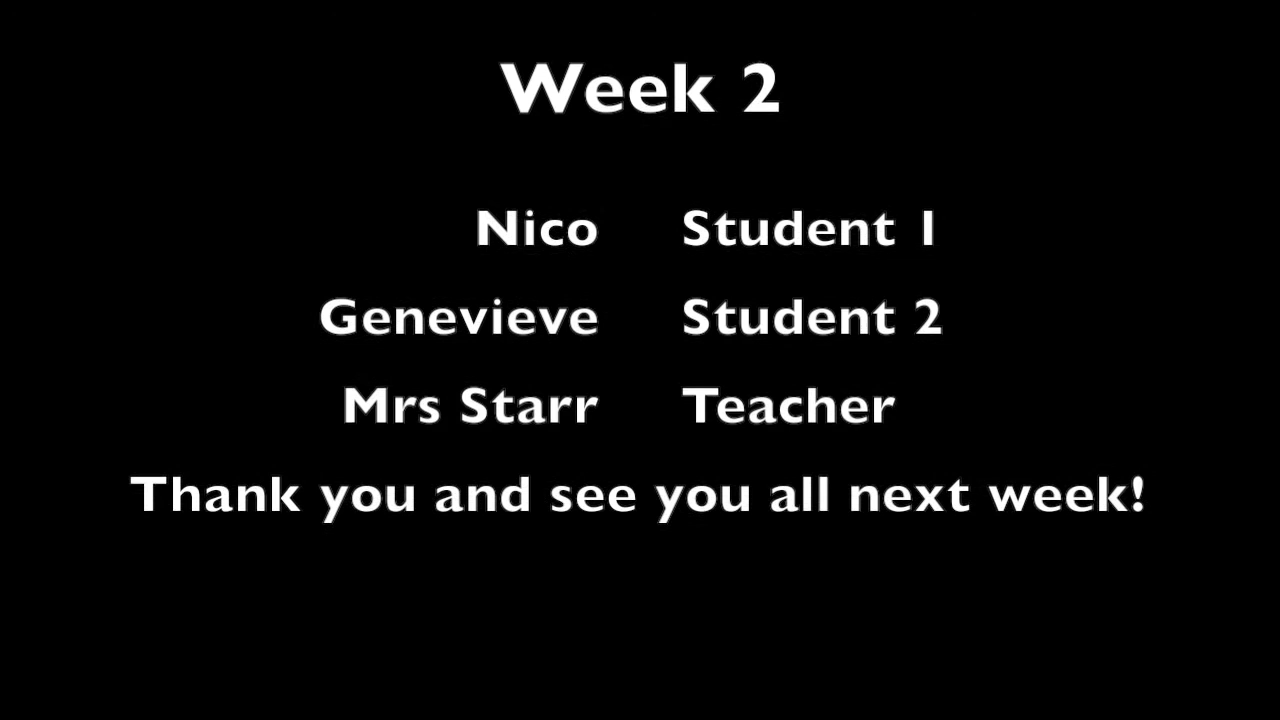 Week 2
Nico Student 1
Genevieve Student 2
Mrs Starr Teacher
Thank you and see you all next week!